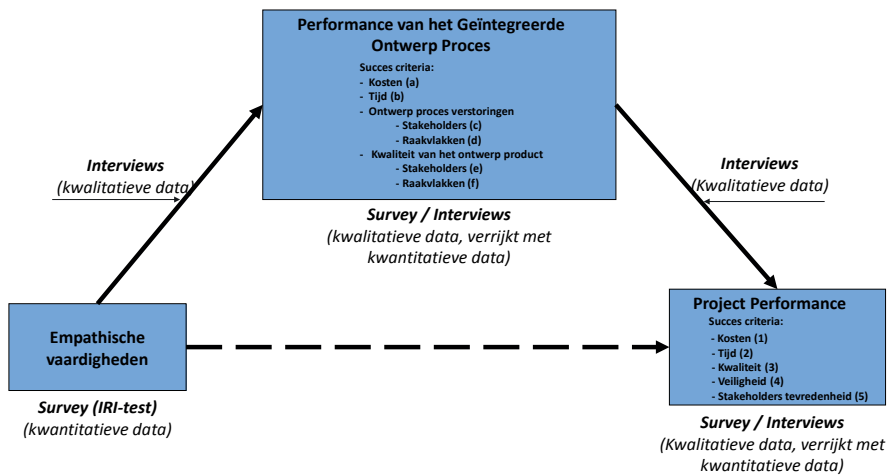 Performance van het Geïntegreerde
Ontwerp Proces
Succes criteria:
- Kosten (a)
- Tijd (b)
- Ontwerp proces verstoringen
- Stakeholders (c)
- Raakvlakken (d)
- Kwaliteit van het ontwerp product
- Stakeholders (e)
- Raakvlakken (f)
Interviews
(kwalitatieve data)
Interviews
(Kwalitatieve data)
Survey / Interviews
(kwalitatieve data, verrijkt met
kwantitatieve data)
Empathische
vaardigheden
Survey (IRI-test)
(kwantitatieve data)
Project Performance
Succes criteria:
- Kosten (1)
- Tijd (2)
- Kwaliteit (3)
- Veiligheid (4)
- Stakeholders tevredenheid (5)
Survey / Interviews
(Kwalitatieve data, verrijkt met
kwantitatieve data)